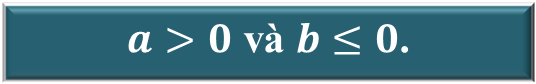 a > 0 và b ≤ 0.